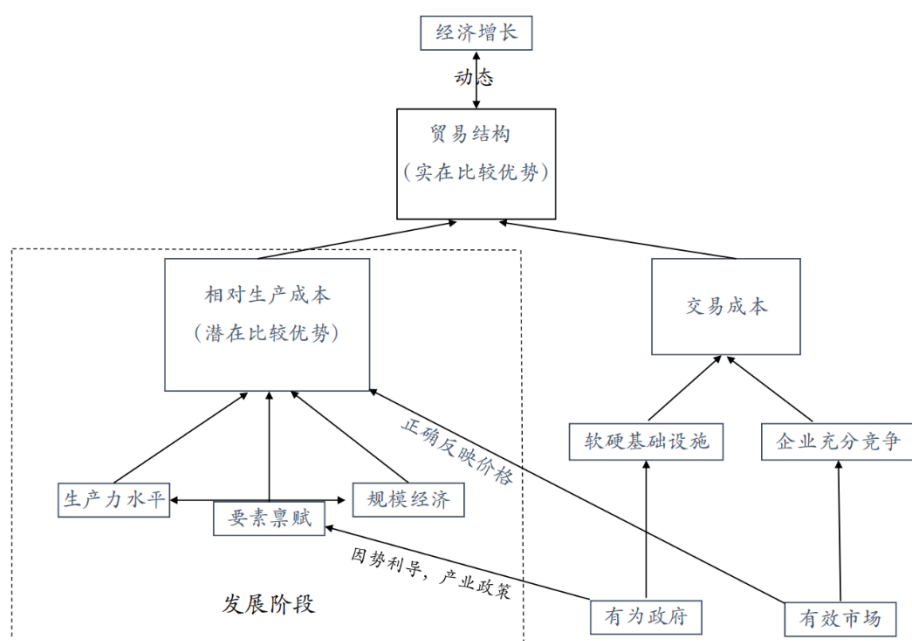 经济增长
动态
贸易结构
（实在比较优势）
相对生产成本
（潜在比较优势）
交易成本
正确反映价格
软硬基础设施
企业充分竞争
生产力水平
要素禀赋
规模经济
因势利导，产业政策
发展阶段
有为政府
有效市场